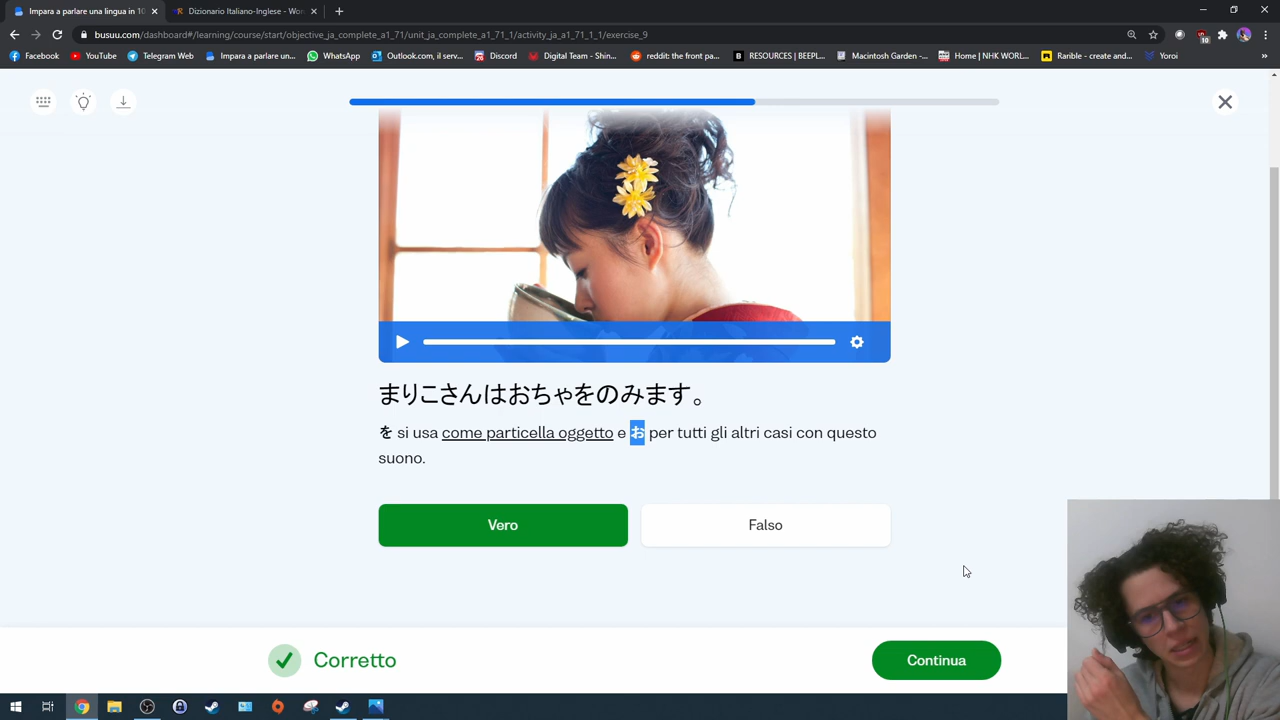 Impara a parlare una lingua in 10
Dizionario Italiano-Inglese - Wor
busuu.com/dashboard#/learning/course/start/objective_ja_complete_a1_71/unit_ja_complete_a1_71_1/activity_ja_a1_71_1_1/exercise_9
10
Facebook
YouTube
Telegram Web
Impara a parlare un...
WhatsApp
Outlook.com, il serv...
Discord
Digital Team - Shin...
reddit: the front pa...
RESOURCES | BEEPL...
Macintosh Garden -...
Home | NHK WORL...
Rarible - create and...
Yoroi
まりこさんはおちゃをのみます。
を si usa come particella oggetto e お per tutti gli altri casi con questo
suono.
Vero
Falso
Corretto
Continua